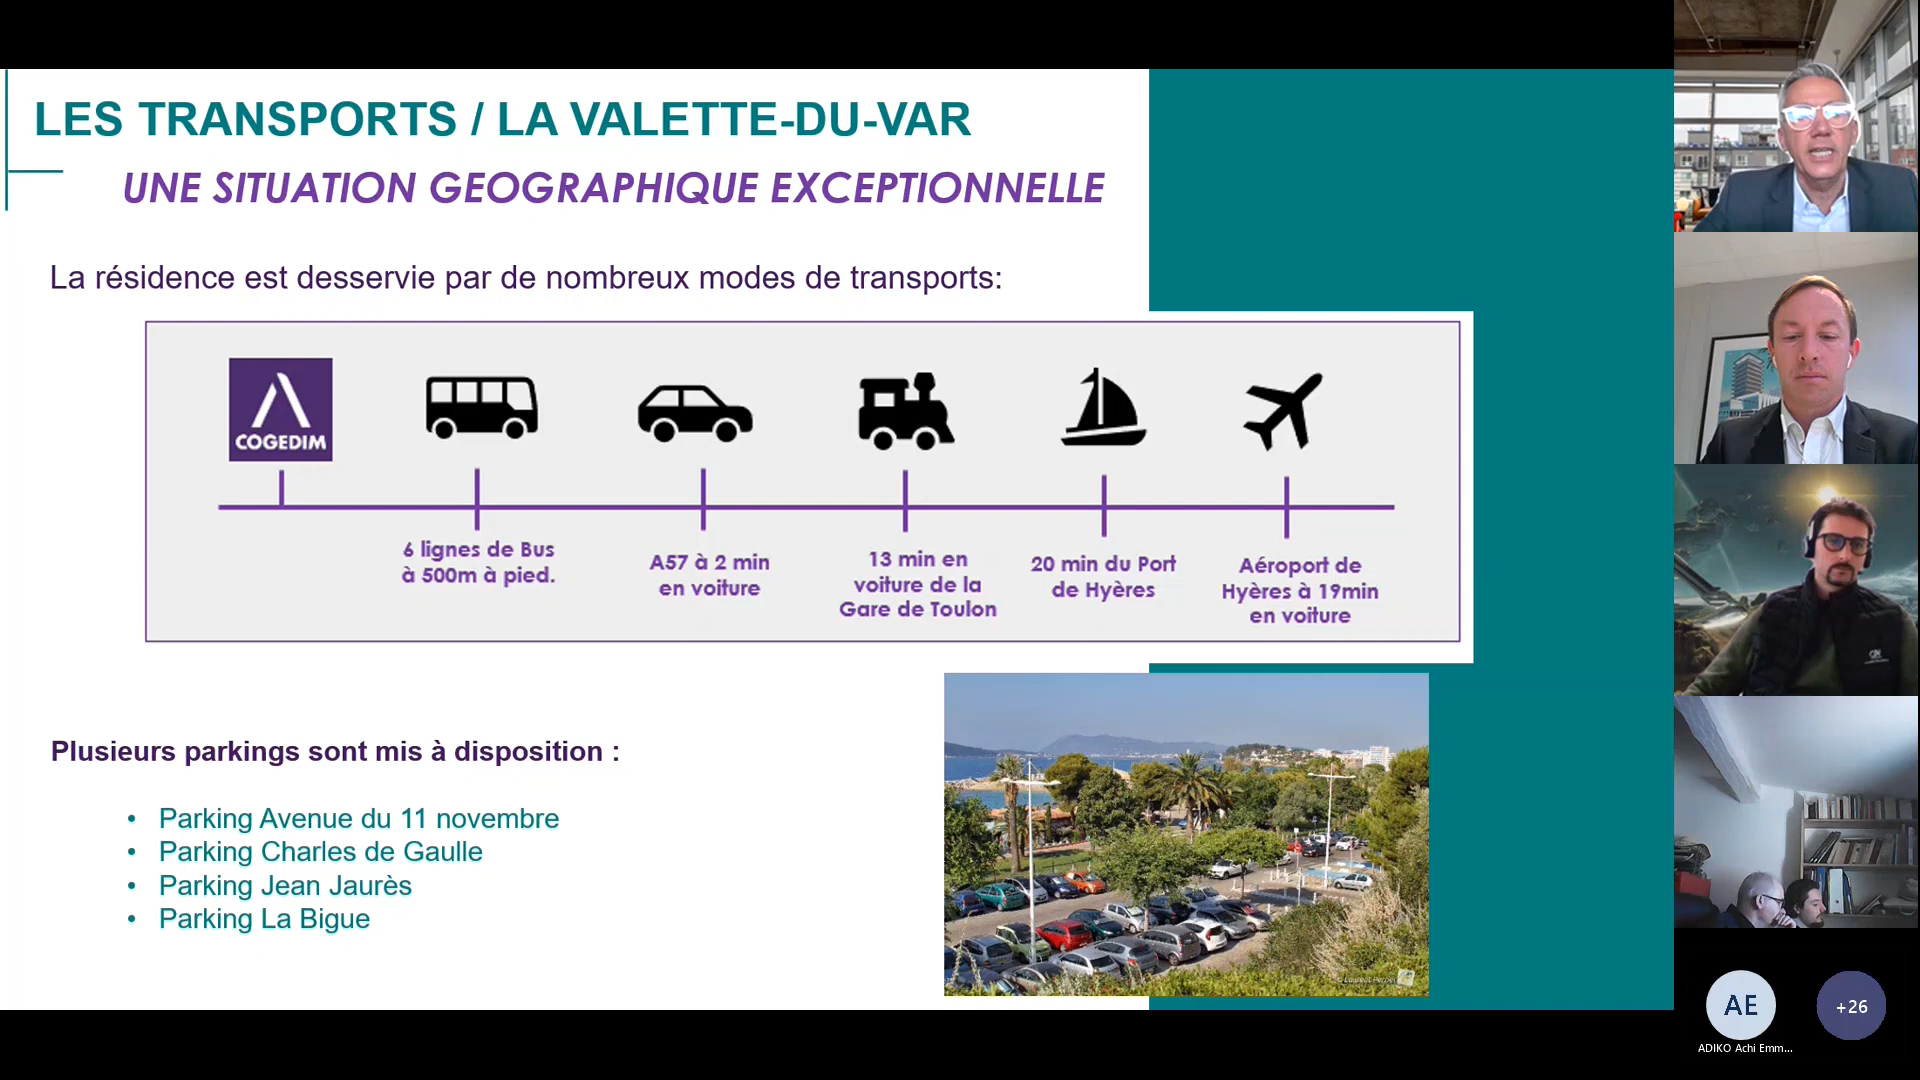 LES TRANSPORTS / LA VALETTE-DU-VAR
UNE SITUATION GEOGRAPHIQUE EXCEPTIONNELLE
La résidence est desservie par de nombreux modes de transports:
COGEDIM
6 lignes de Bus
à 500m à pied.
A57 à 2 min
en voiture
13 min en
voiture de la
Gare de Toulon
20 min du Port
de Hyères
Aéroport de
Hyères à 19min
en voiture
Plusieurs parkings sont mis à disposition :
• Parking Avenue du 11 novembre
• Parking Charles de Gaulle
• Parking Jean Jaurès
• Parking La Bigue
AE
+26
ADIKO Achi Emm...